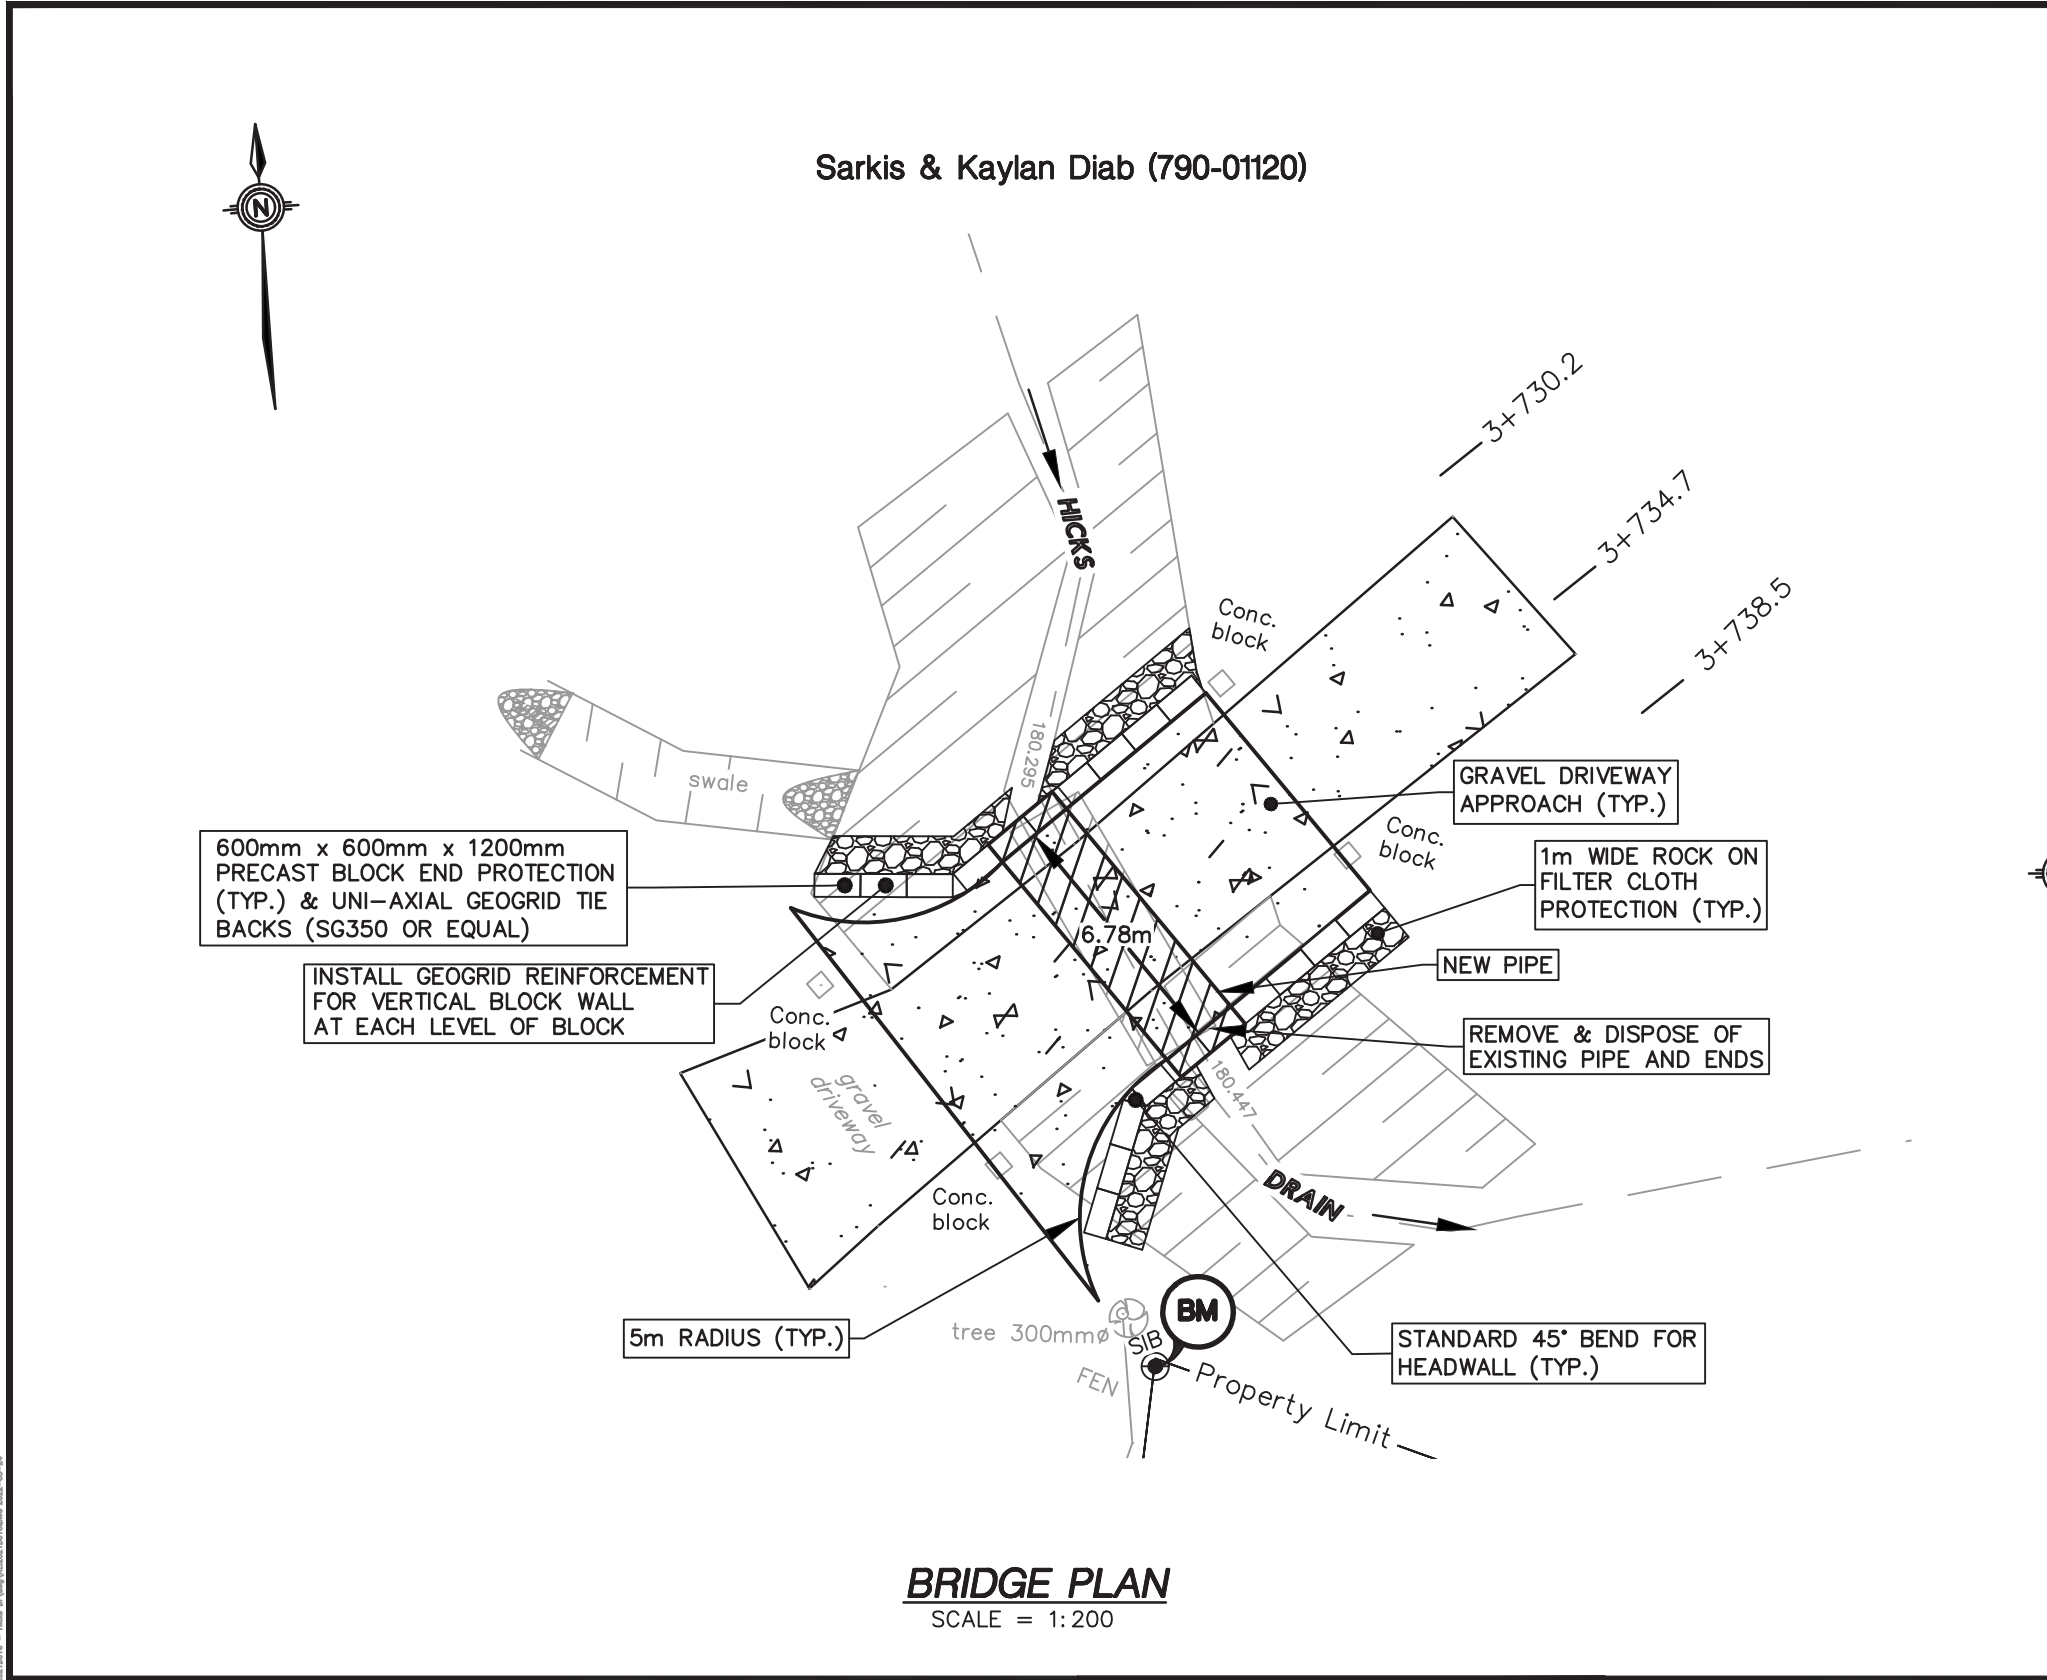 Sarkis & Kaylan Diab (790-01120)
N
3+730.2
3+734.7
3+738.5
HICKS
Conc.
block
180.295
swale
GRAVEL DRIVEWAY
APPROACH (TYP.)
Conc.
block
600mm x 600mm x 1200mm
PRECAST BLOCK END PROTECTION
(TYP.) & UNI-AXIAL GEOGRID TIE
BACKS (SG350 OR EQUAL)
1m WIDE ROCK ON
FILTER CLOTH
PROTECTION (TYP.)
6.78m
NEW PIPE
INSTALL GEOGRID REINFORCEMENT
FOR VERTICAL BLOCK WALL
AT EACH LEVEL OF BLOCK
Conc.
block
REMOVE & DISPOSE OF
EXISTING PIPE AND ENDS
180.447
gravel
driveway
DRAIN
Conc.
block
5m RADIUS (TYP.)
tree 300mmø
BM
SIB
FEN
Property Limit
STANDARD 45° BEND FOR
HEADWALL (TYP.)
BRIDGE PLAN
SCALE = 1:200